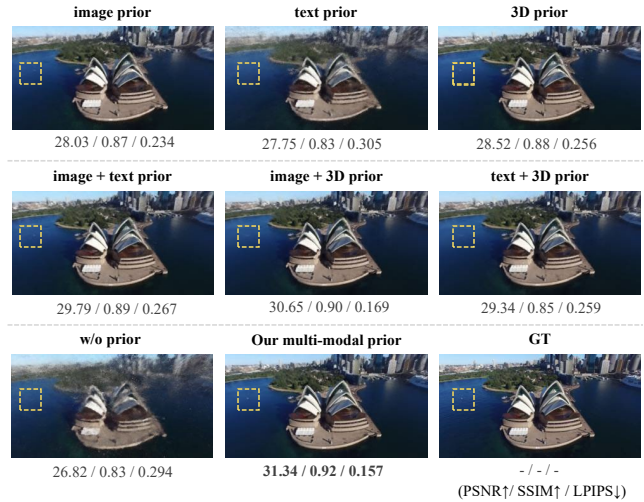 image prior text prior 3D prior
28.03 / 0.87 / 0.234 27.75 / 0.83 / 0.305 28.52 / 0.88 / 0.256
image + text prior image + 3D prior text + 3D prior
29.79 / 0.89 / 0.267 30.65 / 0.90 / 0.169 29.34 / 0.85 / 0.259
w/o prior Our multi-modal prior GT
26.82 / 0.83 / 0.294 31.34 / 0.92 / 0.157 - / - / -
(PSNR↑/ SSIM↑ / LPIPS↓)